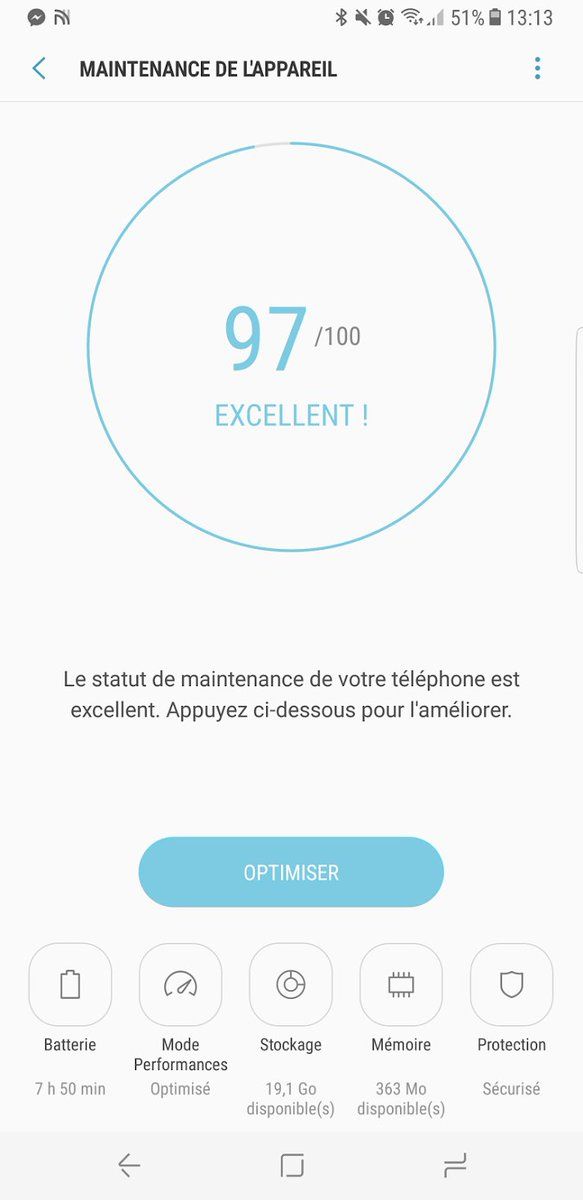 51% 13:13
MAINTENANCE DE L'APPAREIL
97 /100
EXCELLENT !
Le statut de maintenance de votre téléphone est
excellent. Appuyez ci-dessous pour l'améliorer.
OPTIMISER
Batterie
7 h 50 min
Mode
Performances
Optimisé
Stockage
19,1 Go
disponible(s)
Mémoire
363 Mo
disponible(s)
Protection
Sécurisé